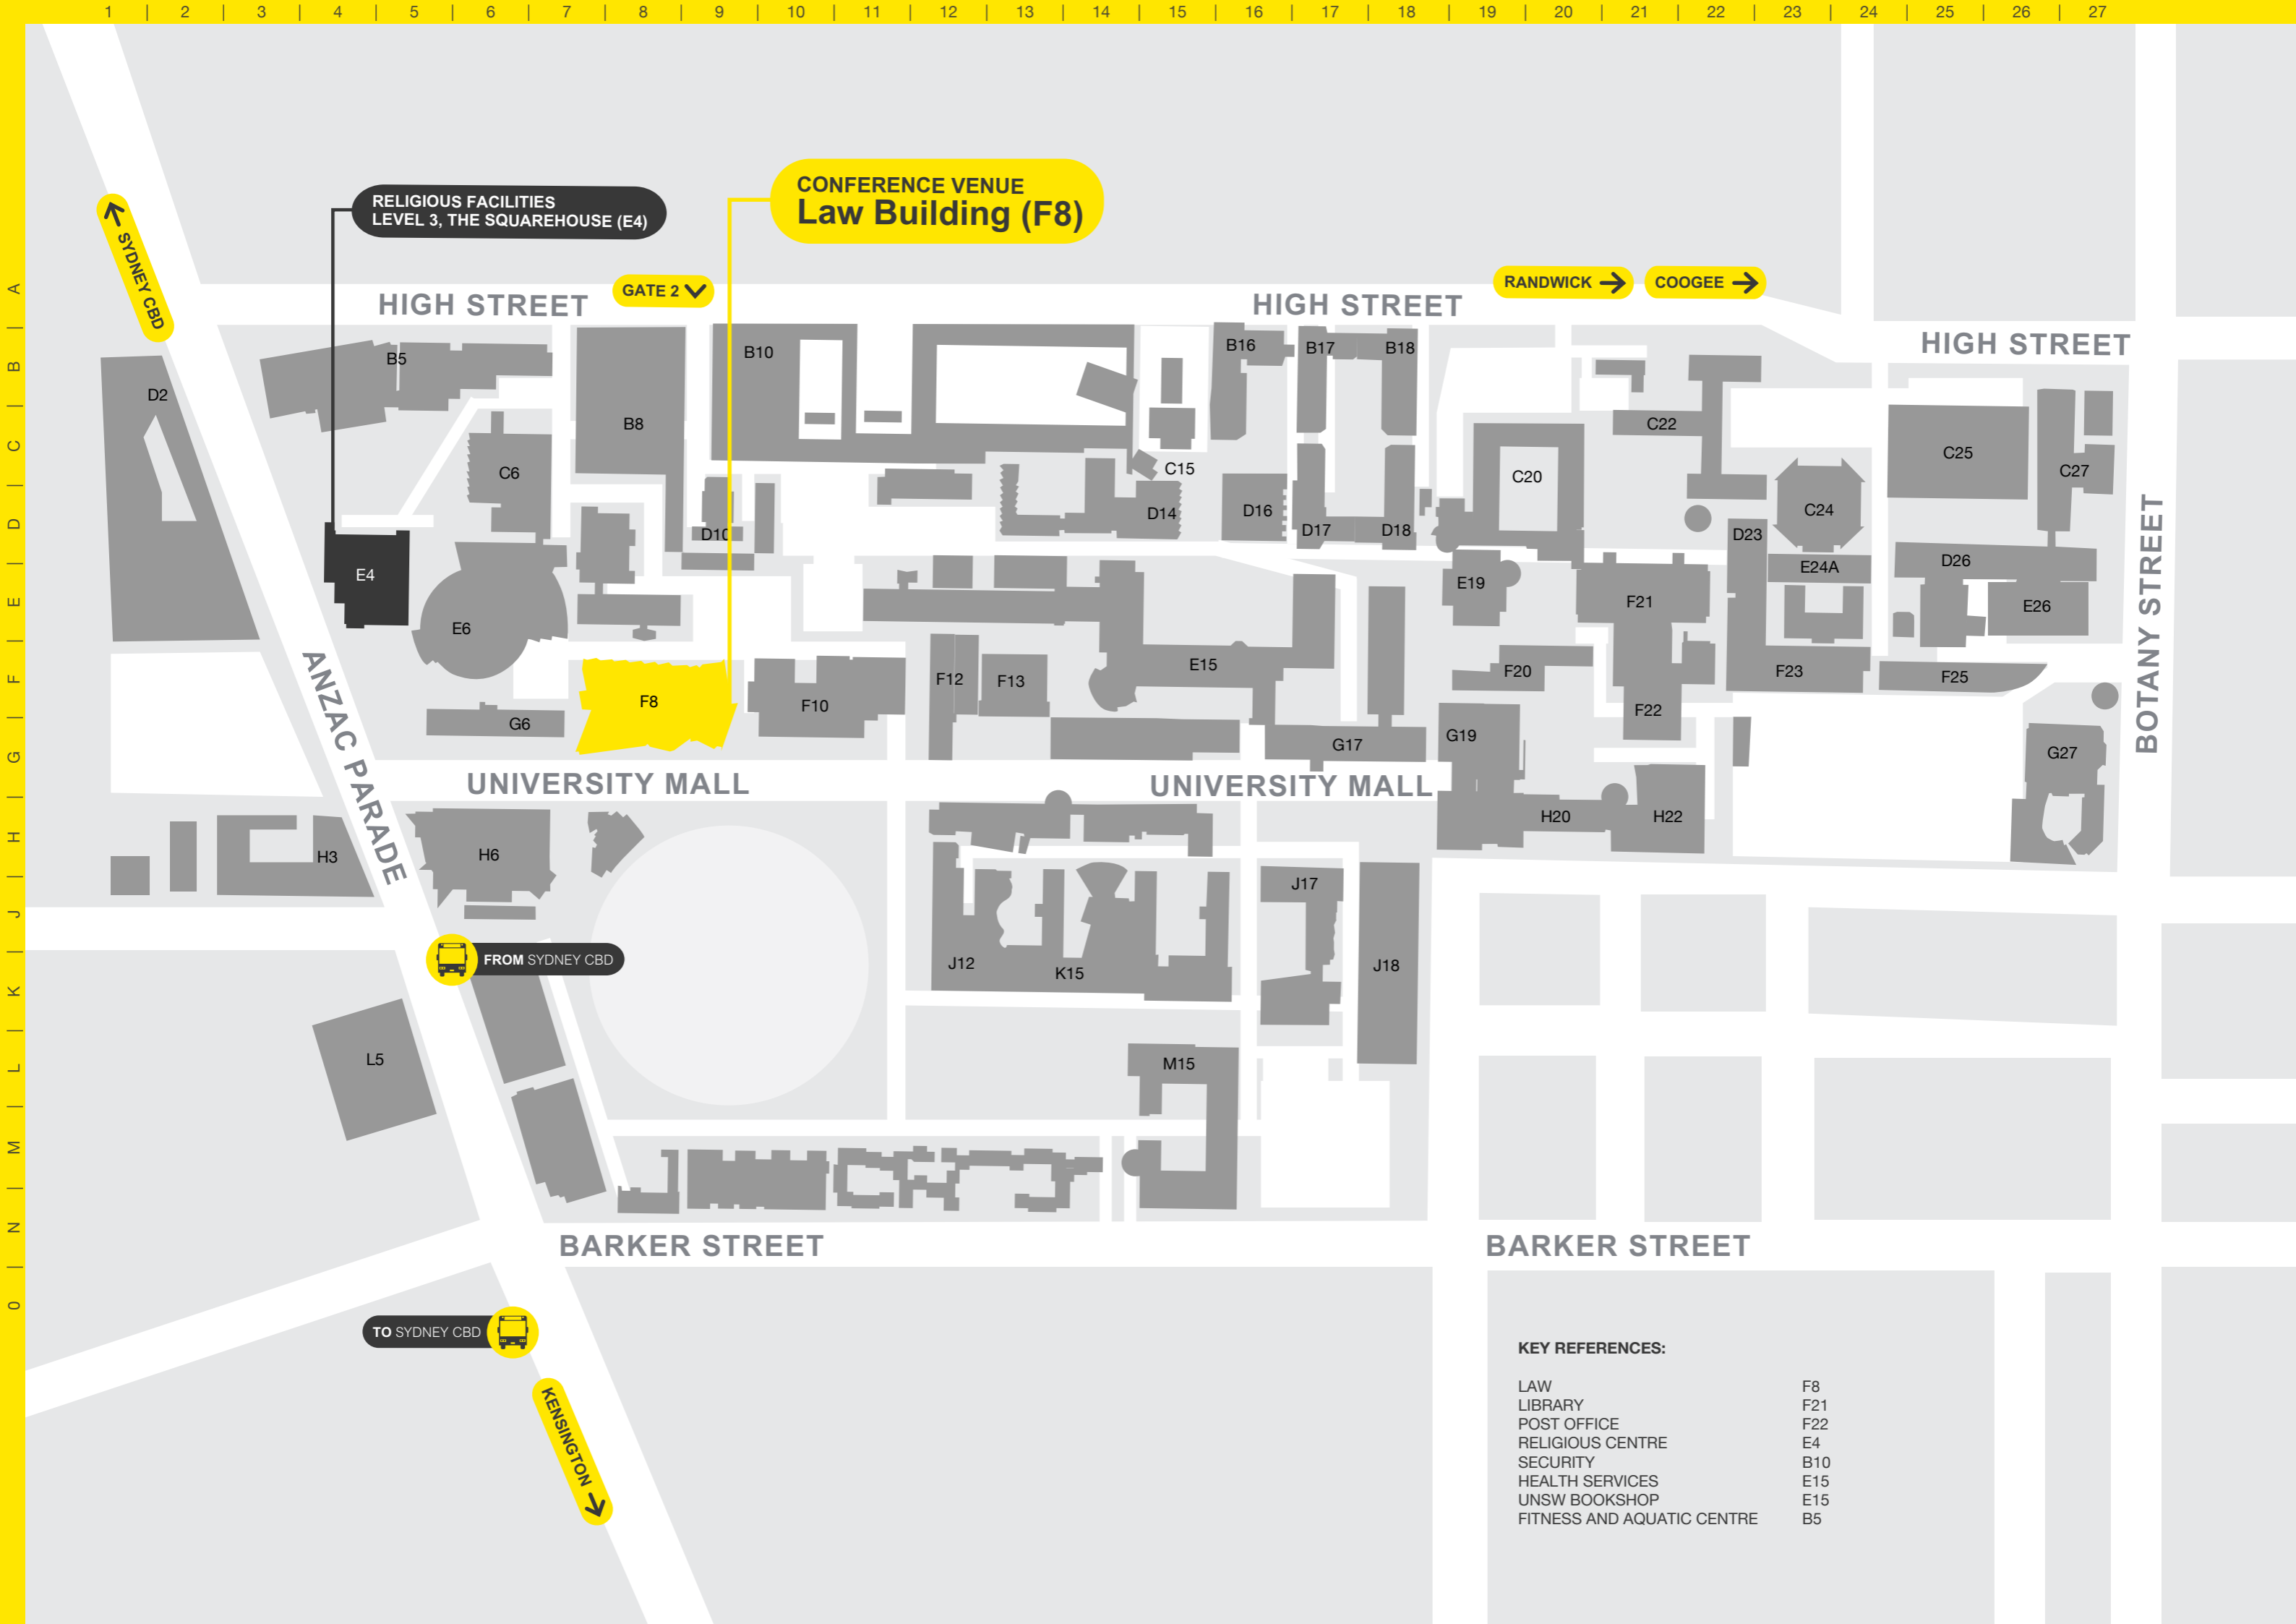 1 | 2 | 3 | 4 | 5 | 6 | 7 | 8 | 9 | 10 | 11 | 12 | 13 | 14 | 15 | 16 | 17 | 18 | 19 | 20 | 21 | 22 | 23 | 24 | 25 | 26 | 27
A | B | C | D | E | F | G | H | J | K | L | M | N | 0
CONFERENCE VENUE
Law Building (F8)
RELIGIOUS FACILITIES
LEVEL 3, THE SQUAREHOUSE (E4)
SYDNEY CBD
GATE 2
RANDWICK
COOGEE
HIGH STREET
HIGH STREET
HIGH STREET
B5
B10
B16
B17
B18
D2
B8
C22
C6
C15
C20
C25
C27
D10
D14
D16
D17
D18
D23
C24
E4
E19
E24A
D26
E6
F21
E26
F8
F10
F12
F13
E15
F20
F23
F25
G6
F22
G17
G19
G27
ANZAC PARADE
BOTANY STREET
UNIVERSITY MALL
UNIVERSITY MALL
H3
H6
H20
H22
J17
J12
K15
J18
FROM SYDNEY CBD
L5
M15
BARKER STREET
BARKER STREET
TO SYDNEY CBD
KENSINGTON
KEY REFERENCES:
LAW F8
LIBRARY F21
POST OFFICE F22
RELIGIOUS CENTRE E4
SECURITY B10
HEALTH SERVICES E15
UNSW BOOKSHOP E15
FITNESS AND AQUATIC CENTRE B5